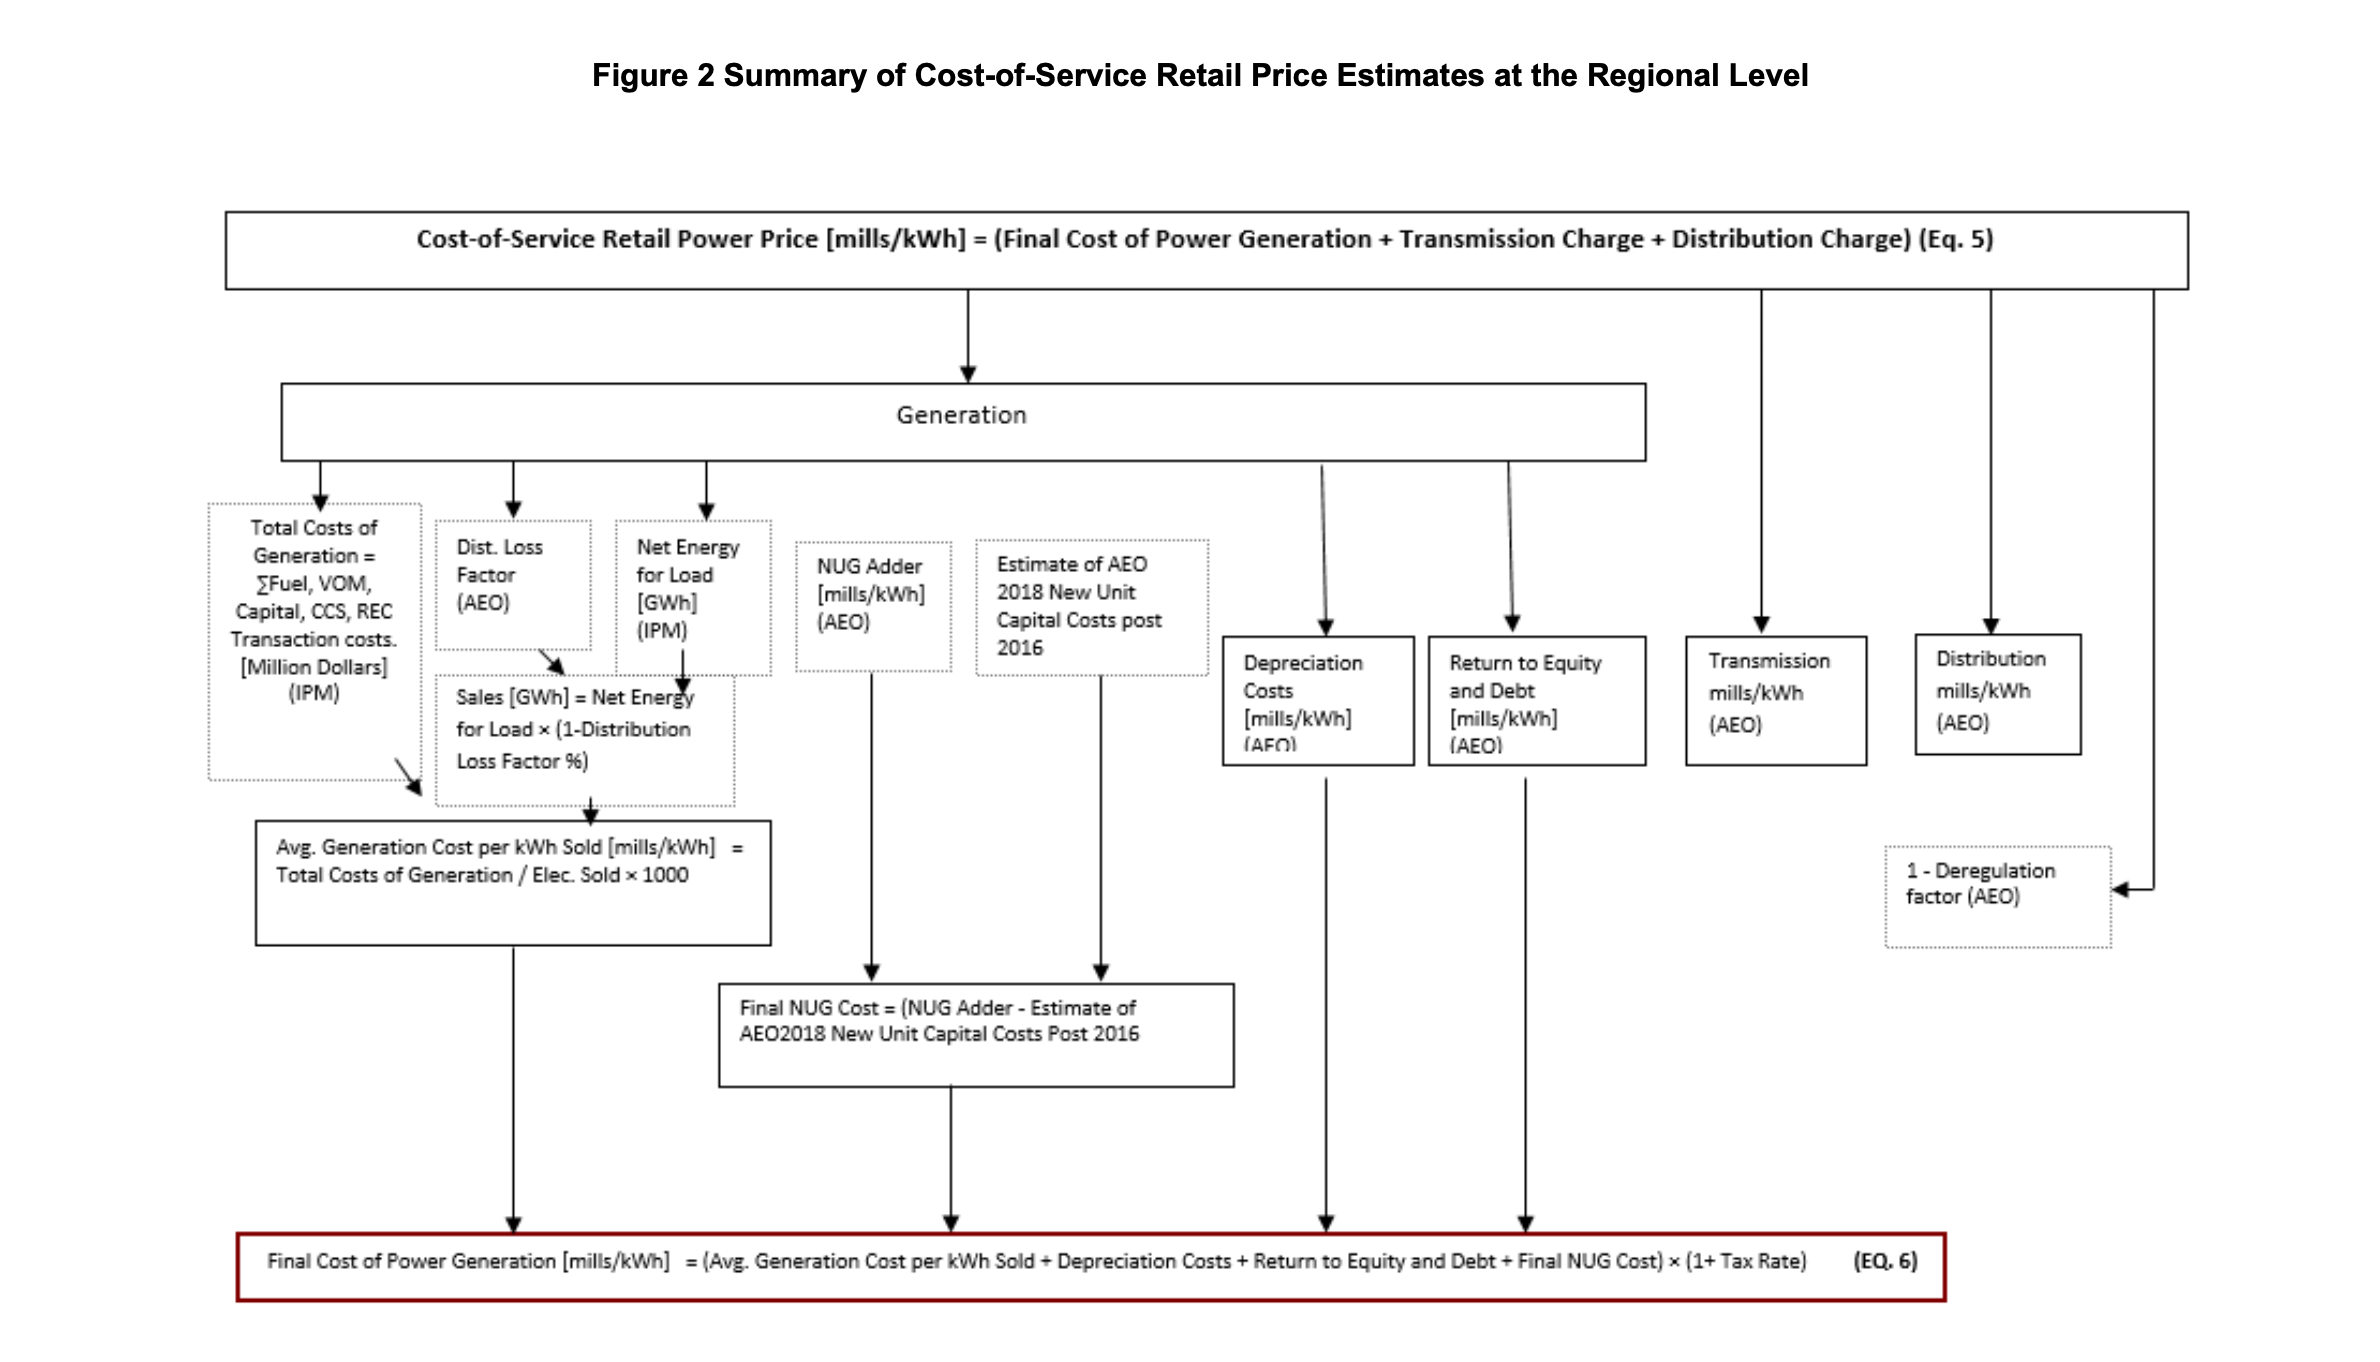 Figure 2 Summary of Cost-of-Service Retail Price Estimates at the Regional Level
Cost-of-Service Retail Power Price [mills/kWh] = (Final Cost of Power Generation + Transmission Charge + Distribution Charge) (Eq. 5)
Generation
Total Costs of
Generation =
∑Fuel, VOM,
Capital, CCS, REC
Transaction costs.
[Million Dollars]
(IPM)
Dist. Loss
Factor
(AEO)
Net Energy
for Load
[GWh]
(IPM)
NUG Adder
[mills/kWh]
(AEO)
Estimate of AEO
2018 New Unit
Capital Costs post
2016
Depreciation
Costs
[mills/kWh]
(AEO)
Return to Equity
and Debt
[mills/kWh]
(AEO)
Transmission
mills/kWh
(AEO)
Distribution
mills/kWh
(AEO)
Sales [GWh] = Net Energy
for Load × (1-Distribution
Loss Factor %)
Avg. Generation Cost per kWh Sold [mills/kWh] =
Total Costs of Generation / Elec. Sold × 1000
1 - Deregulation
factor (AEO)
Final NUG Cost = (NUG Adder - Estimate of
AEO2018 New Unit Capital Costs Post 2016
Final Cost of Power Generation [mills/kWh] = (Avg. Generation Cost per kWh Sold + Depreciation Costs + Return to Equity and Debt + Final NUG Cost) × (1+ Tax Rate) (EQ. 6)